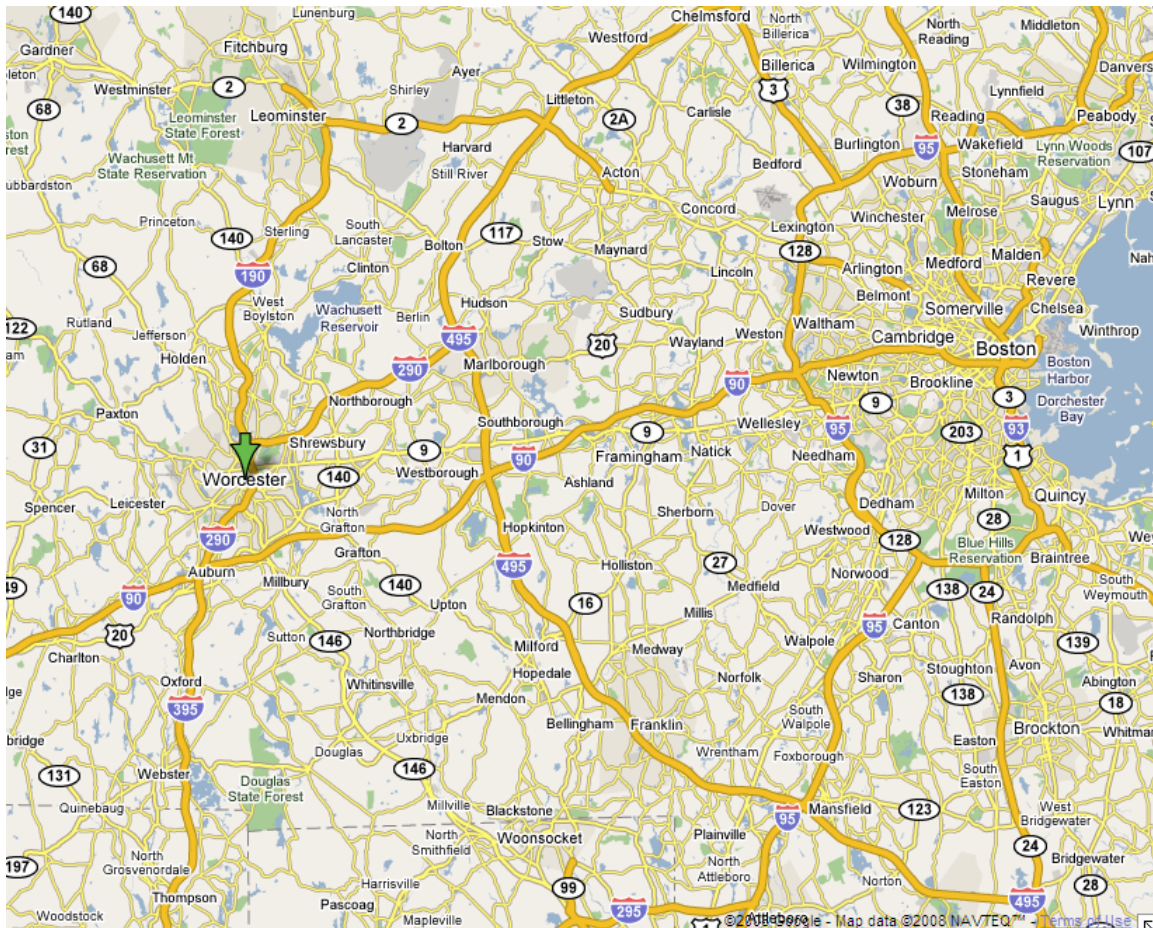 140
Lunenburg
Chelmsford
North
Billerica
North
Reading
Middleton
Gardner
Fitchburg
Westford
Billerica
Wilmington
Danvers
Westminster
2
Ayer
Shirley
Littleton
3
Lynnfield
68
Leominster
State Forest
Leominster
2
2A
Carlisle
38
Reading
Peabody
Harvard
Burlington
95
Wakefield
Lynn Woods
Reservation
107
Wachusett Mt
State Reservation
Still River
Acton
Bedford
Woburn
Stoneham
Saugus
Lynn
Princeton
140
Sterling
South
Lancaster
Bolton
117
Stow
Maynard
Concord
Lexington
Winchester
Melrose
128
Malden
68
190
Clinton
Lincoln
Arlington
Medford
Revere
West
Boylston
Wachusett
Reservoir
Berlin
Hudson
Sudbury
Belmont
Somerville
Chelsea
122
Rutland
Jefferson
Holden
495
20
Wayland
Weston
Waltham
Cambridge
Winthrop
290
Marlborough
Boston
Boston
Harbor
Northborough
90
Newton
Brookline
3
Dorchester
Bay
Paxton
Southborough
9
Wellesley
9
95
203
93
31
Shrewsbury
9
90
9
Framingham
Natick
Needham
1
Worcester
140
Westborough
Ashland
Milton
Quincy
Spencer
Leicester
North
Grafton
Sherborn
Dover
Dedham
28
290
Hopkinton
Westwood
128
Blue Hills
Reservation
Braintree
Grafton
495
Holliston
27
Norwood
Auburn
Millbury
140
Medfield
138
24
South
Weymouth
49
90
South
Grafton
Upton
16
Millis
Canton
Randolph
20
Sutton
146
Northbridge
Milford
Medway
Walpole
95
139
Charlton
Hopedale
Stoughton
Avon
Oxford
Whitinsville
Mendon
Norfolk
Sharon
138
Abington
395
Bellingham
Franklin
South
Walpole
18
Brockton
Uxbridge
Douglas
Wrentham
Foxborough
Easton
131
Webster
Douglas
State Forest
146
South
Easton
Quinebaug
Millville
Blackstone
95
Mansfield
123
West
Bridgewater
197
North
Grosvenordale
North
Smithfield
Woonsocket
Plainville
24
North
Attleboro
Bridgewater
Thompson
Harrisville
99
Norton
28
Woodstock
Pascoag
Mapleville
295
495
Attleboro
©2008 Google - Map data ©2008 NAVTEQ™ - Terms of Use